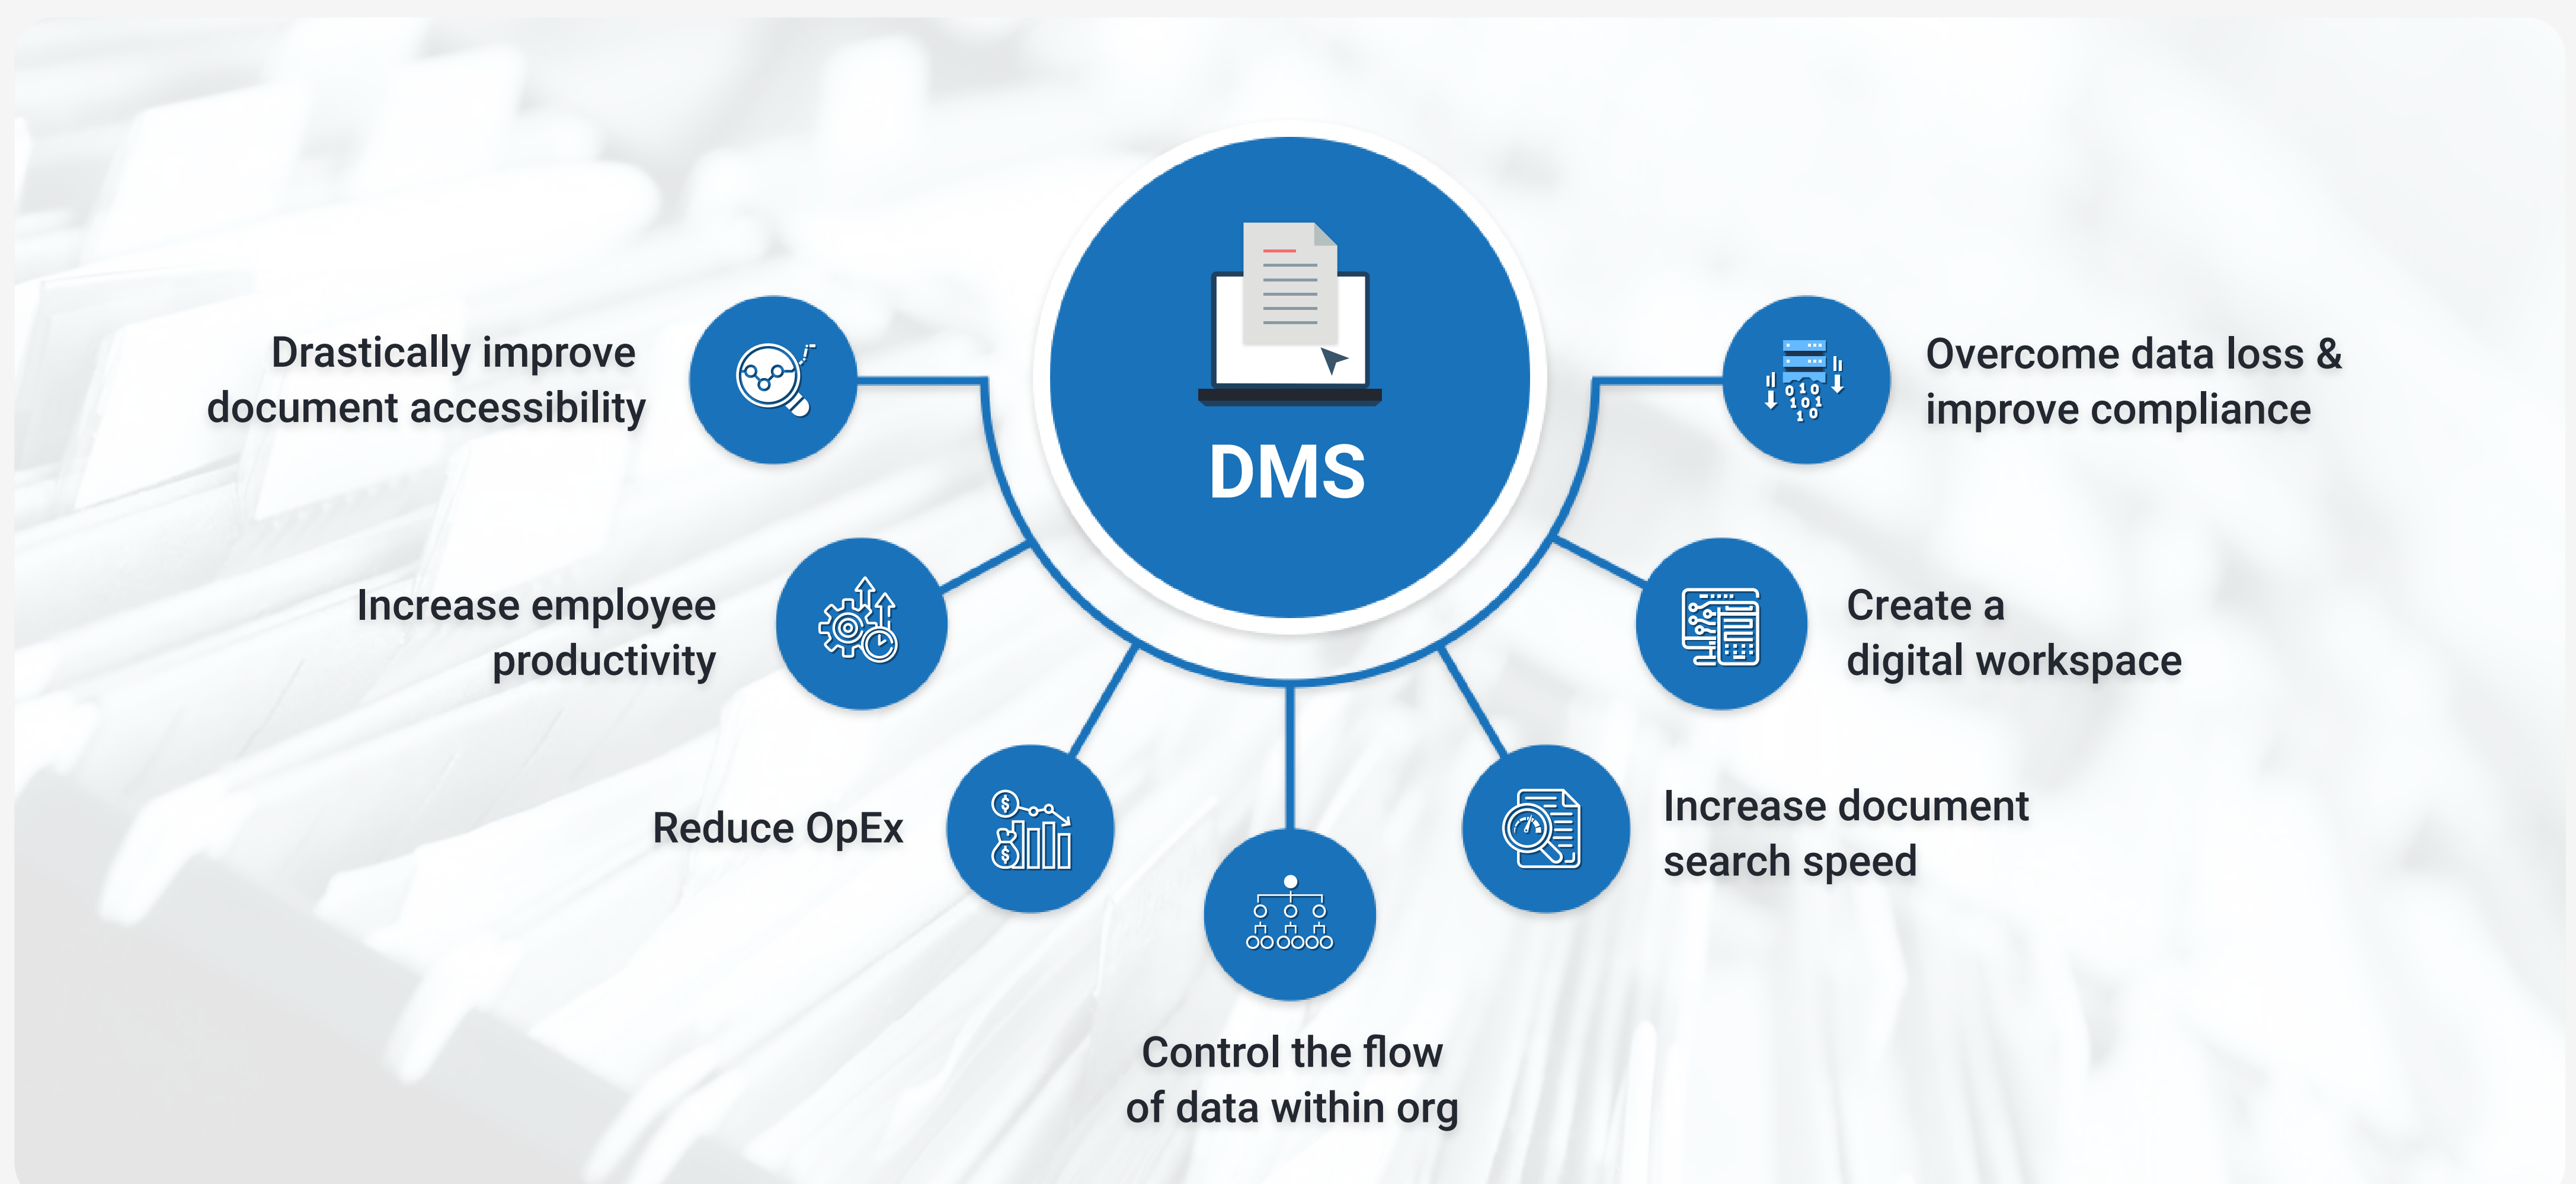 DMS
Drastically improve
document accessibility
Increase employee
productivity
Reduce OpEx
Control the flow
of data within org
Increase document
search speed
Create a
digital workspace
Overcome data loss &
improve compliance